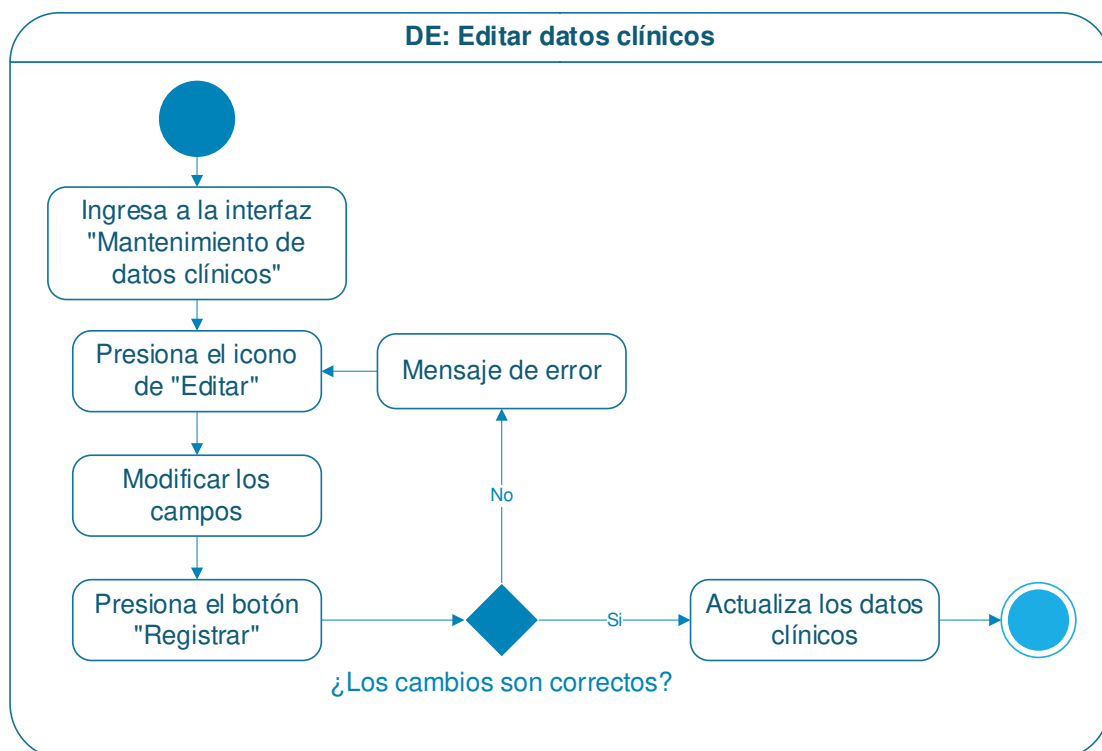 DE: Editar datos clínicos
Ingresa a la interfaz
"Mantenimiento de
datos clínicos"
Presiona el icono
de "Editar"
Mensaje de error
Modificar los
campos
No
Presiona el botón
"Registrar"
Si
Actualiza los datos
clínicos
¿Los cambios son correctos?